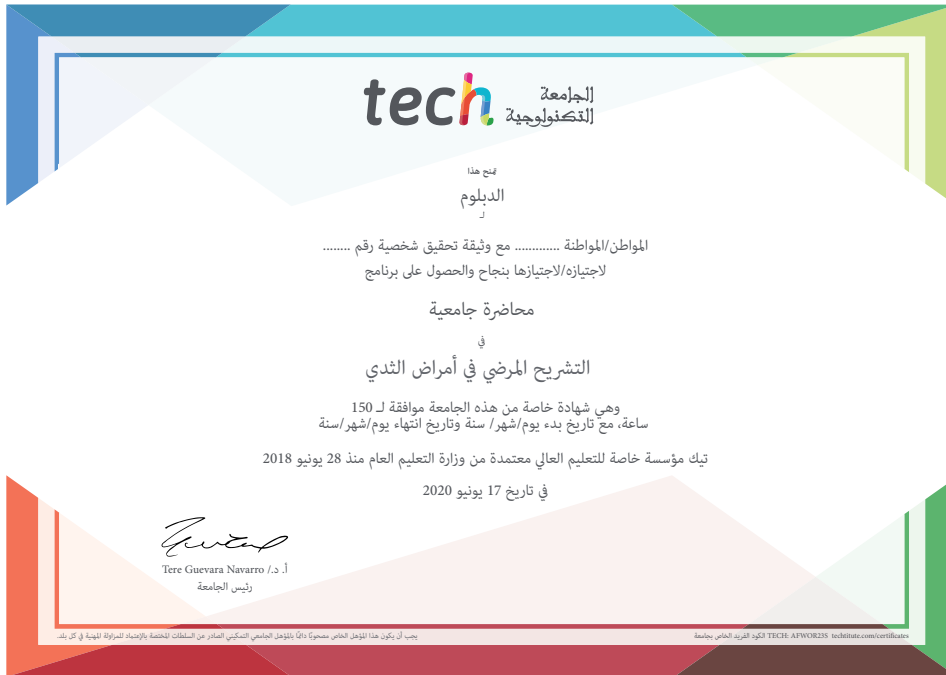 tech الجامعة
التكنولوجية
يمنح هذا
الدبلوم
لـ
المواطن/المواطنة ............ مع وثيقة تحقيق شخصية رقم ........
لاجتيازه/لاجتيازها بنجاح والحصول على برنامج
محاضرة جامعية
في
التشريح المرضي في أمراض الثدي
وهي شهادة خاصة من هذه الجامعة موافقة لـ 150
ساعة، مع تاريخ بدء يوم/شهر/ سنة وتاريخ انتهاء يوم/شهر/سنة
تيك مؤسسة خاصة للتعليم العالي معتمدة من وزارة التعليم العام منذ 28 يونيو 2018
في تاريخ 17 يونيو 2020
أ. د./ Tere Guevara Navarro
رئيس الجامعة
يجب أن يكون هذا المؤهل الخاص مصحوبًا دائمًا بالمؤهل الجامعي التمكيني الصادر عن السلطات المختصة بالإعتماد للمزاولة المهنية في كل بلد.
الكود الفريد الخاص بجامعة TECH: AFWOR23S techtitute.com/certificates